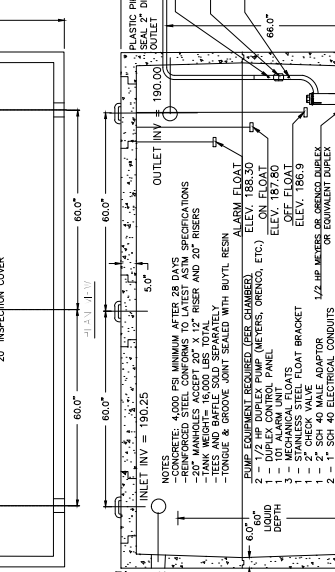 20" INSPECTION COVER
60.0"
60.0"
PLASTIC
SEAL 2"
OUTLET
66.0"
60.0"
60.0"
5.0"
OUTLET INV = 190.00
INLET INV = 190.25
ALARM FLOAT
ELEV. 188.30
ON FLOAT
ELEV. 187.80
OFF FLOAT
ELEV. 186.9
NOTES
-CONCRETE: 4,000 PSI MINIMUM AFTER 28 DAYS
-REINFORCED STEEL CONFORMS TO LATEST ASTM SPECIFICATIONS
-20" MANHOLES ACCEPT 20" X 12" RISER AND 20" RISERS
-TANK WEIGHT= 16,000 LBS TOTAL
-TEES AND BAFFLE SOLD SEPARATELY
-TONGUE & GROOVE JOINT SEALED WITH BUYTL RESIN
PUMP EQUIPMENT REQUIRED (PER CHAMBER)
2 - 1/2 HP DUPLEX PUMP (MEYERS, ORENCO, ETC.)
1 - DUPLEX CONTROL PANEL
1 - 101 ALARM UNIT
3 - MECHANICAL FLOATS
1 - STAINLESS STEEL FLOAT BRACKET
1 - 2" CHECK VALVE
1 - 2" SCH 40 MALE ADAPTOR
2 - 1" SCH 40 ELECTRICAL CONDUITS
1/2 HP MEYERS OR ORENCO DUPLEX
OR EQUIVALENT DUPLEX
60"
LIQUID
DEPTH
6.0"